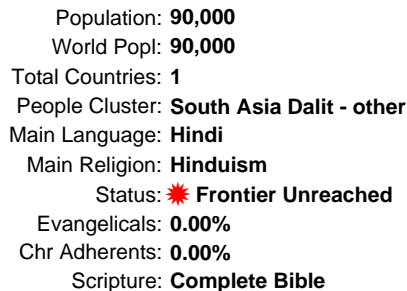 Population: 90,000
World Popl: 90,000
Total Countries: 1
People Cluster: South Asia Dalit - other
Main Language: Hindi
Main Religion: Hinduism
Status: Frontier Unreached
Evangelicals: 0.00%
Chr Adherents: 0.00%
Scripture: Complete Bible